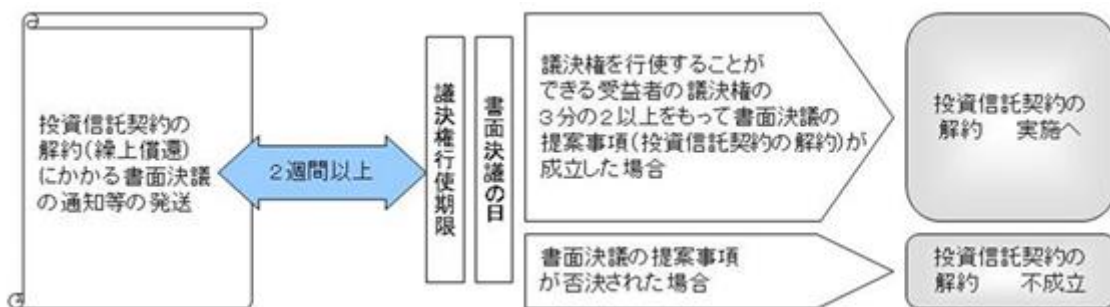 投資信託契約の
解約(繰上償還)
にかかる書面決議
の通知等の発送
2週間以上
議決権行使期限
書面決議の日
議決権を行使することが
できる受益者の議決権の
3分の2以上をもって書面決議の
提案事項(投資信託契約の解約)が
成立した場合
投資信託契約の
解約　実施へ
書面決議の提案事項
が否決された場合
投資信託契約の
解約　不成立